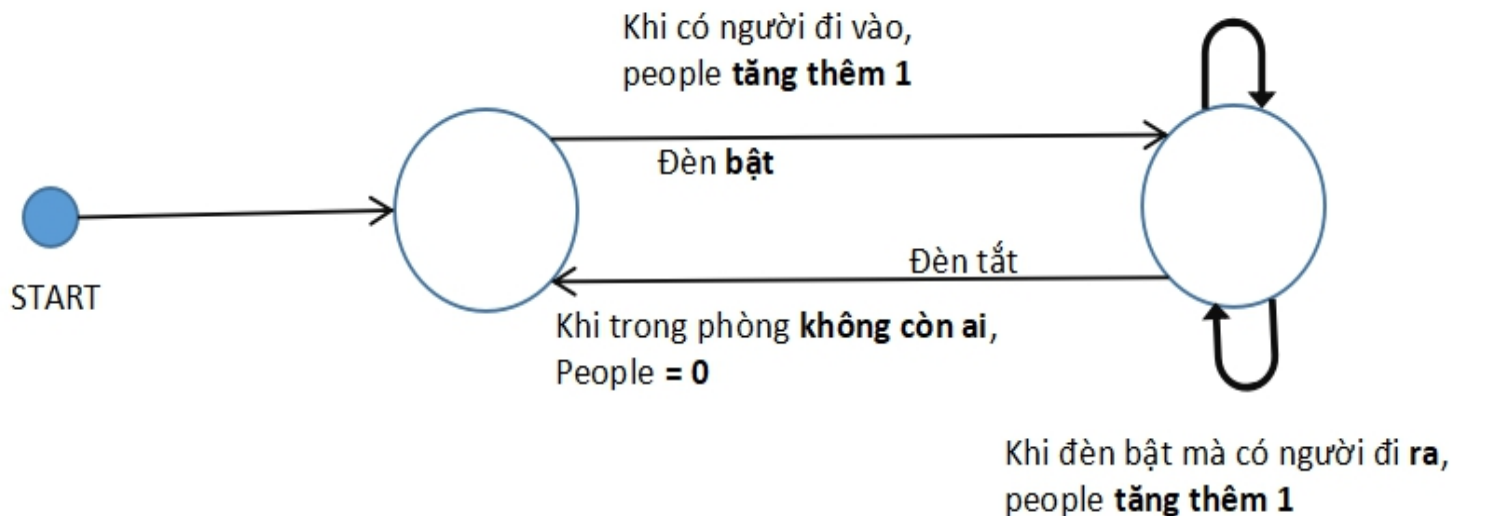 Khi có người đi vào,
people tăng thêm 1
Đèn bật
Đèn tắt
START
Khi trong phòng không còn ai,
People = 0
Khi đèn bật mà có người đi ra,
people tăng thêm 1